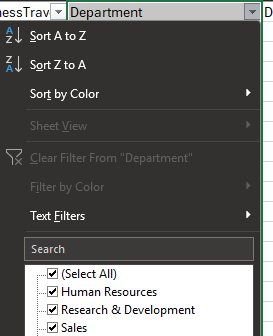 nessTrav
Department
D
A
Z
Sort A to Z
Z
A
Sort Z to A
Sort by Color
Sheet View
Clear Filter From "Department"
Filter by Color
Text Filters
Search
(Select All)
Human Resources
Research & Development
Sales